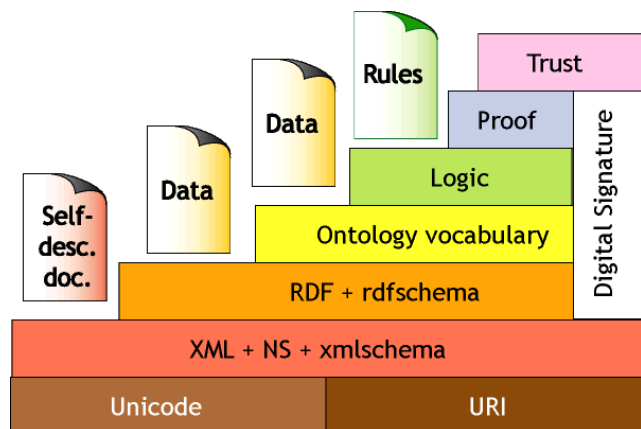 Rules
Trust
Data
Proof
Data
Logic
Self-
desc.
doc.
Ontology vocabulary
Digital Signature
RDF + rdfschema
XML + NS + xmlschema
Unicode
URI